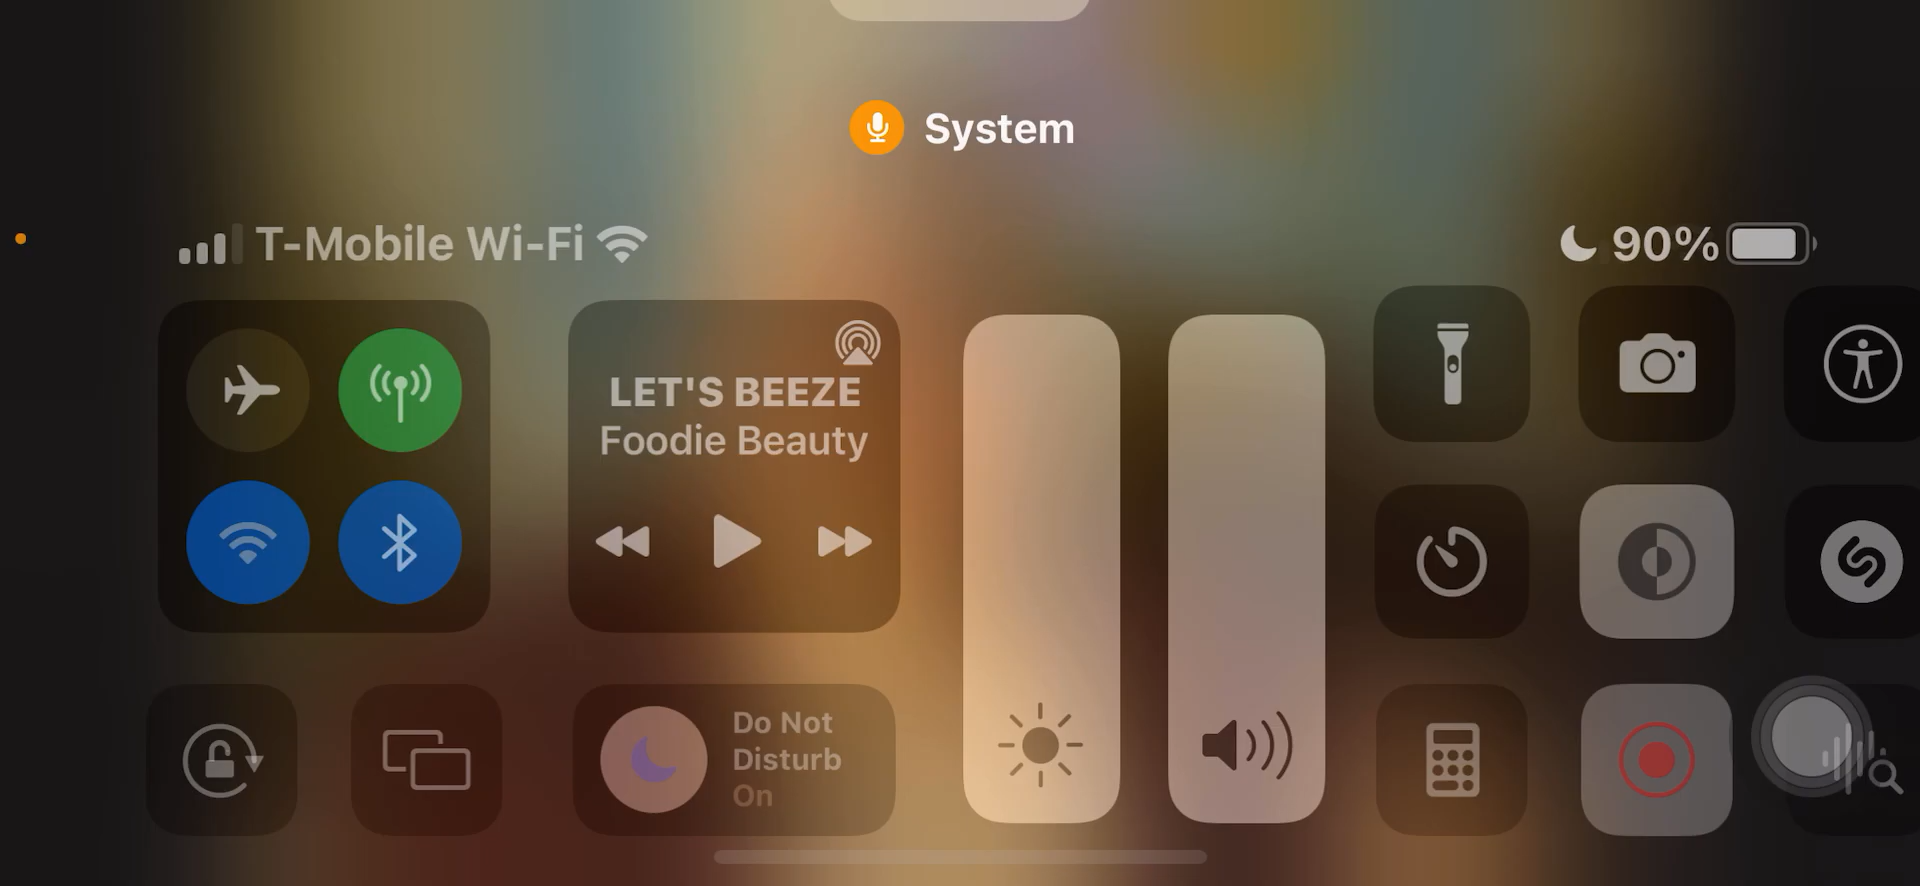 System
T-Mobile Wi-Fi
90%
LET'S BEEZE
Foodie Beauty
Do Not
Disturb
On